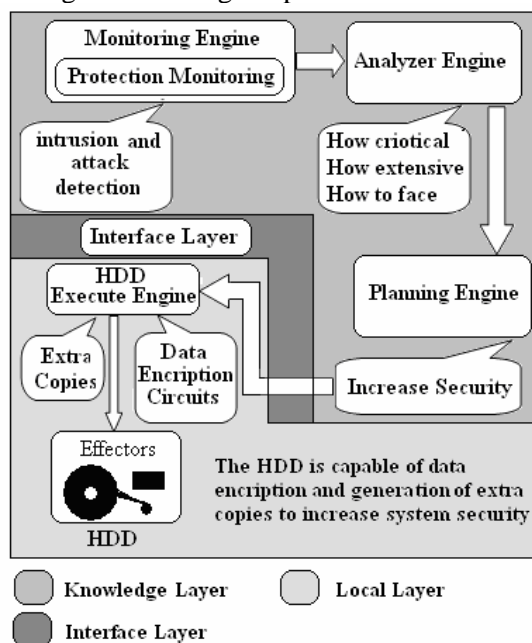 Monitoring Engine
Protection Monitoring
Analyzer Engine
intrusion and
attack
detection
How criotical
How extensive
How to face
Interface Layer
HDD
Execute Engine
Planning Engine
Extra
Copies
Data
Encription
Circuits
Increase Security
Effectors
HDD
The HDD is capable of data
encription and generation of extra
copies to increase system security
Knowledge Layer
Local Layer
Interface Layer